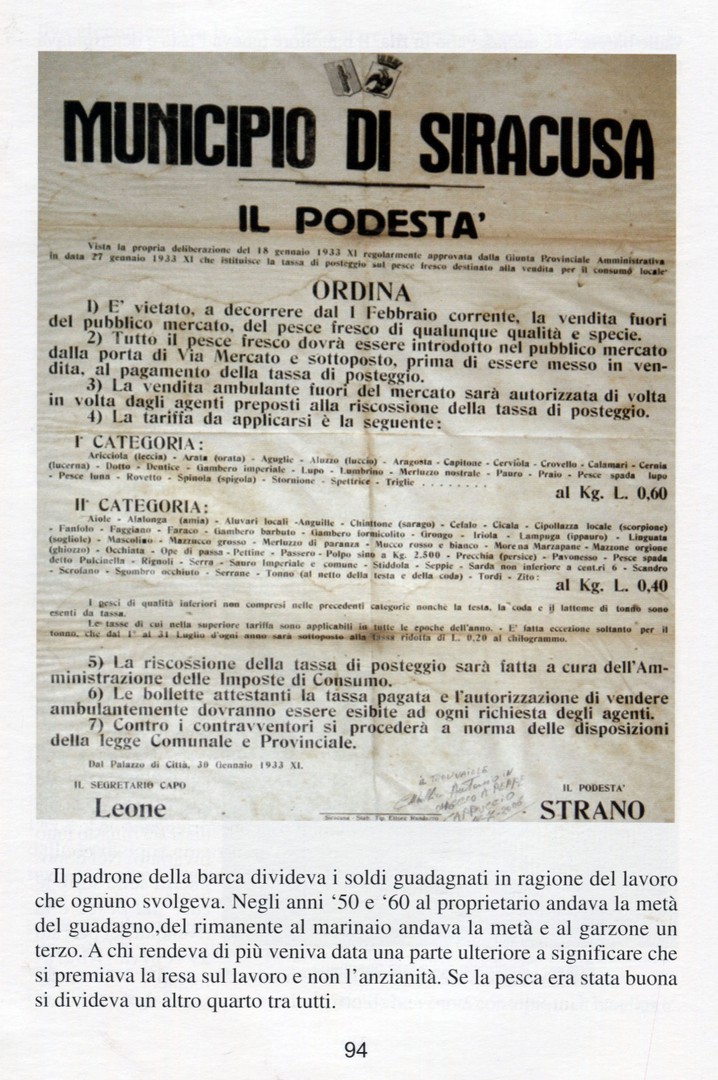 MUNICIPIO DI SIRACUSA
IL PODESTA'
Vista la propria deliberazione del 18 gennaio 1933 XI regolarmente approvata dalla Giunta Provinciale Amministrativa
in data 27 gennaio 1933 XI che istituisce la tassa di posteggio sul pesce fresco destinato alla vendita per il consumo locale
ORDINA
1) E' vietato, a decorrere dal 1 Febbraio corrente, la vendita fuori
del pubblico mercato, del pesce fresco di qualunque qualità e specie.
2) Tutto il pesce fresco dovrà essere introdotto nel pubblico mercato
dalla porta di Via Mercato e sottoposto, prima di essere messo in ven-
dita, al pagamento della tassa di posteggio.
3) La vendita ambulante fuori del mercato sarà autorizzata di volta
in volta dagli agenti preposti alla riscossione della tassa di posteggio.
4) La tariffa da applicarsi è la seguente:
Iª CATEGORIA:
Aricciola (leccia) - Arata (orata) - Aguglie - Aluzzo (luccio) - Aragosta - Capitone - Cerviola - Crovello - Calamari - Cernia
(lucerna) - Dotto - Dentice - Gambero imperiale - Lupo - Lumbrino - Merluzzo nostrale - Pauro - Praio - Pesce spada lupo
- Pesce luna - Rovetto - Spinola (spigola) - Stornione - Spettrice - Triglie . . . . . . . .
al Kg. L. 0,60
IIª CATEGORIA:
Aiole - Alalonga (amia) - Aluvari locali - Anguille - Chiattone (sarago) - Cefalo - Cicala - Cipollazza locale (scorpione)
- Fanfolo - Faggiano - Faraco - Gambero barbuto - Gambero formicolito - Grongo - Iriola - Lampuga (ippauro) - Linguata
(sogliole) - Mascolino - Mazzucco grosso - Merluzzo di paranza - Mucco rosso e bianco - Morena Marzapane - Mazzone orgione
(ghiozzo) - Occhiata - Ope di passa - Pettine - Passero - Polpo sino a Kg. 2.500 - Precchia (persice) - Pavonesso - Pesce spada
detto Pulcinella - Rignoli - Serra - Sauro Imperiale e comune - Stiddola - Seppie - Sarda non inferiore a cent.ri 6 - Scandro
- Scrofano - Sgombro occhiuto - Serrane - Tonno (al netto della testa e della coda) - Tordi - Zito:
al Kg. L. 0,40
I pesci di qualità inferiori non compresi nelle precedenti categorie nonchè la testa, la coda e il lattome di tondo sono
esenti da tassa.
Le tasse di cui nella superiore tariffa sono applicabili in tutte le epoche dell'anno. - E' fatta eccezione soltanto per il
tonno, che dal 1° al 31 Luglio d'ogni anno sarà sottoposto alla tassa ridotta di L. 0,20 al chilogrammo.
5) La riscossione della tassa di posteggio sarà fatta a cura dell'Am-
ministrazione delle Imposte di Consumo.
6) Le bollette attestanti la tassa pagata e l'autorizzazione di vendere
ambulantemente dovranno essere esibite ad ogni richiesta degli agenti.
7) Contro i contravventori si procederà a norma delle disposizioni
della legge Comunale e Provinciale.
Dal Palazzo di Città, 30 Gennaio 1933 XI.
IL SEGRETARIO CAPO
Leone
Siracusa - Stab. Tip. Ettore
IL PODESTA'
STRANO
Il padrone della barca divideva i soldi guadagnati in ragione del lavoro
che ognuno svolgeva. Negli anni ‘50 e ‘60 al proprietario andava la metà
del guadagno,del rimanente al marinaio andava la metà e al garzone un
terzo. A chi rendeva di più veniva data una parte ulteriore a significare che
si premiava la resa sul lavoro e non l’anzianità. Se la pesca era stata buona
si divideva un altro quarto tra tutti.
94